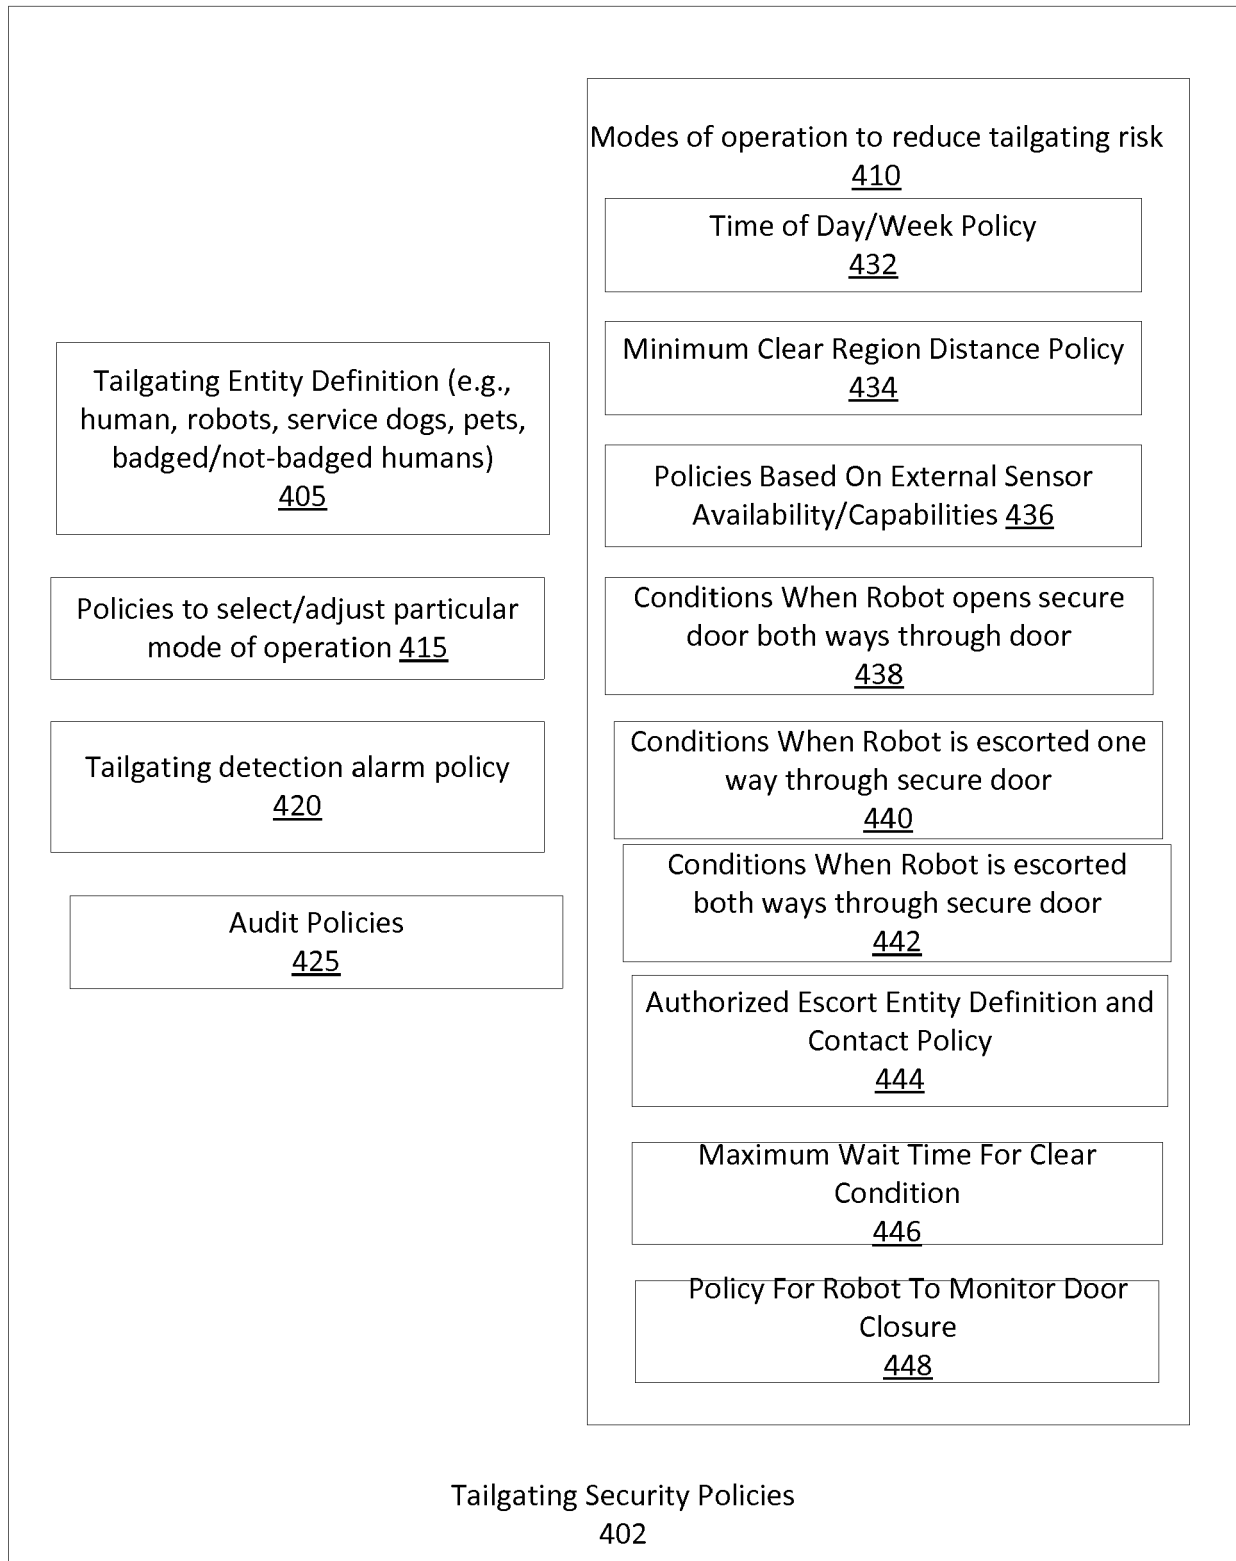 Modes of operation to reduce tailgating risk
410
Time of Day/Week Policy
432
Minimum Clear Region Distance Policy
434
Policies Based On External Sensor
Availability/Capabilities 436
Conditions When Robot opens secure
door both ways through door
438
Conditions When Robot is escorted one
way through secure door
440
Conditions When Robot is escorted
both ways through secure door
442
Authorized Escort Entity Definition and
Contact Policy
444
Maximum Wait Time For Clear
Condition
446
Policy For Robot To Monitor Door
Closure
448
Tailgating Entity Definition (e.g.,
human, robots, service dogs, pets,
badged/not-badged humans)
405
Policies to select/adjust particular
mode of operation 415
Tailgating detection alarm policy
420
Audit Policies
425
Tailgating Security Policies
402